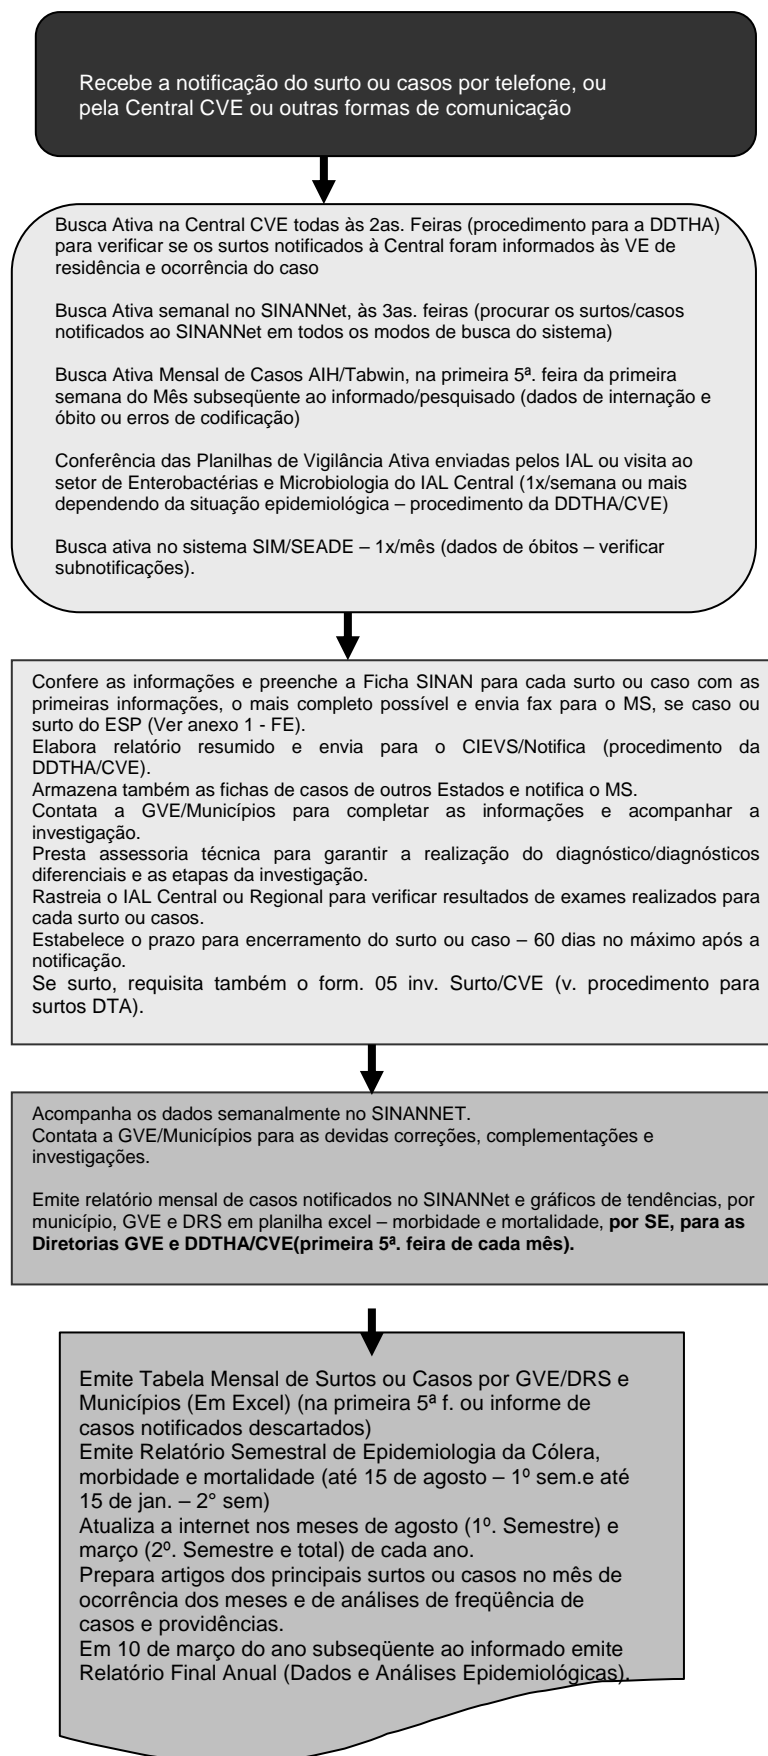 Recebe a notificação do surto ou casos por telefone, ou
pela Central CVE ou outras formas de comunicação
Busca Ativa na Central CVE todas às 2as. Feiras (procedimento para a DDTHA)
para verificar se os surtos notificados à Central foram informados às VE de
residência e ocorrência do caso
Busca Ativa semanal no SINANNet, às 3as. feiras (procurar os surtos/casos
notificados ao SINANNet em todos os modos de busca do sistema)
Busca Ativa Mensal de Casos AIH/Tabwin, na primeira 5ª. feira da primeira
semana do Mês subseqüente ao informado/pesquisado (dados de internação e
óbito ou erros de codificação)
Conferência das Planilhas de Vigilância Ativa enviadas pelos IAL ou visita ao
setor de Enterobactérias e Microbiologia do IAL Central (1x/semana ou mais
dependendo da situação epidemiológica – procedimento da DDTHA/CVE)
Busca ativa no sistema SIM/SEADE – 1x/mês (dados de óbitos – verificar
subnotificações).
Confere as informações e preenche a Ficha SINAN para cada surto ou caso com as
primeiras informações, o mais completo possível e envia fax para o MS, se caso ou
surto do ESP (Ver anexo 1 - FE).
Elabora relatório resumido e envia para o CIEVS/Notifica (procedimento da
DDTHA/CVE).
Armazena também as fichas de casos de outros Estados e notifica o MS.
Contata a GVE/Municípios para completar as informações e acompanhar a
investigação.
Presta assessoria técnica para garantir a realização do diagnóstico/diagnósticos
diferenciais e as etapas da investigação.
Rastreia o IAL Central ou Regional para verificar resultados de exames realizados para
cada surto ou casos.
Estabelece o prazo para encerramento do surto ou caso – 60 dias no máximo após a
notificação.
Se surto, requisita também o form. 05 inv. Surto/CVE (v. procedimento para
surtos DTA).
Acompanha os dados semanalmente no SINANNET.
Contata a GVE/Municípios para as devidas correções, complementações e
investigações.
Emite relatório mensal de casos notificados no SINANNet e gráficos de tendências, por
município, GVE e DRS em planilha excel – morbidade e mortalidade, por SE, para as
Diretorias GVE e DDTHA/CVE(primeira 5ª. feira de cada mês).
Emite Tabela Mensal de Surtos ou Casos por GVE/DRS e
Municípios (Em Excel) (na primeira 5ª f. ou informe de
casos notificados descartados)
Emite Relatório Semestral de Epidemiologia da Cólera,
morbidade e mortalidade (até 15 de agosto – 1º sem.e até
15 de jan. – 2° sem)
Atualiza a internet nos meses de agosto (1º. Semestre) e
março (2º. Semestre e total) de cada ano.
Prepara artigos dos principais surtos ou casos no mês de
ocorrência dos meses e de análises de freqüência de
casos e providências.
Em 10 de março do ano subseqüente ao informado emite
Relatório Final Anual (Dados e Análises Epidemiológicas).